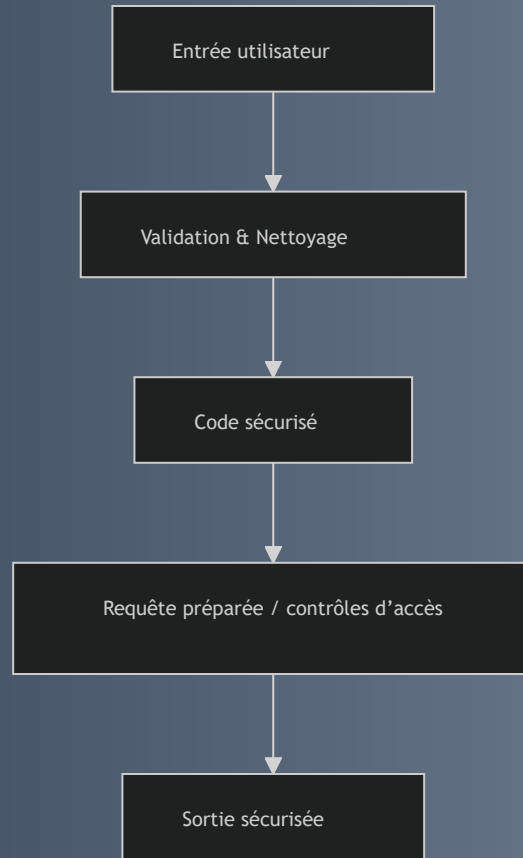 Entrée utilisateur
Validation & Nettoyage
Code sécurisé
Requête préparée / contrôles d’accès
Sortie sécurisée